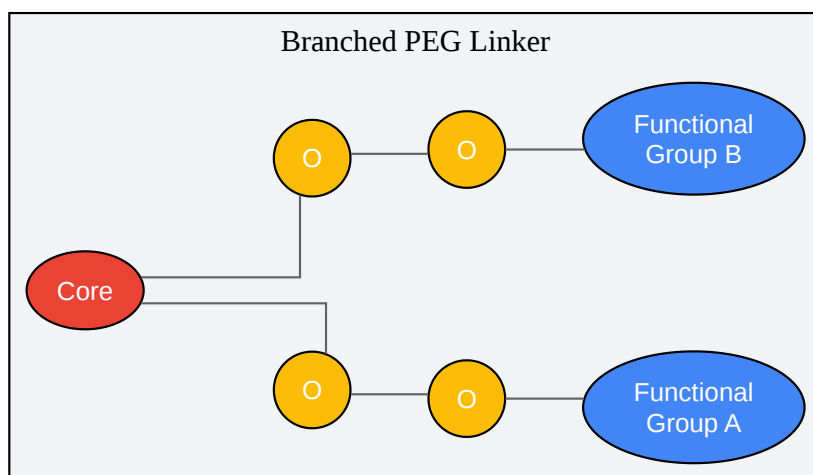 Branched PEG Linker
O
O
Functional
Group B
Core
O
O
Functional
Group A